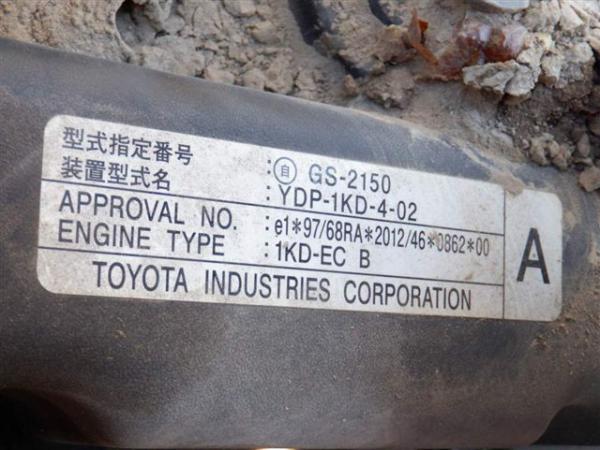 型式指定番号 : 自 GS-2150
装置型式名 : YDP-1KD-4-02
APPROVAL NO. : e1*97/68RA*2012/46*0862*00
ENGINE TYPE : 1KD-EC B
TOYOTA INDUSTRIES CORPORATION
A